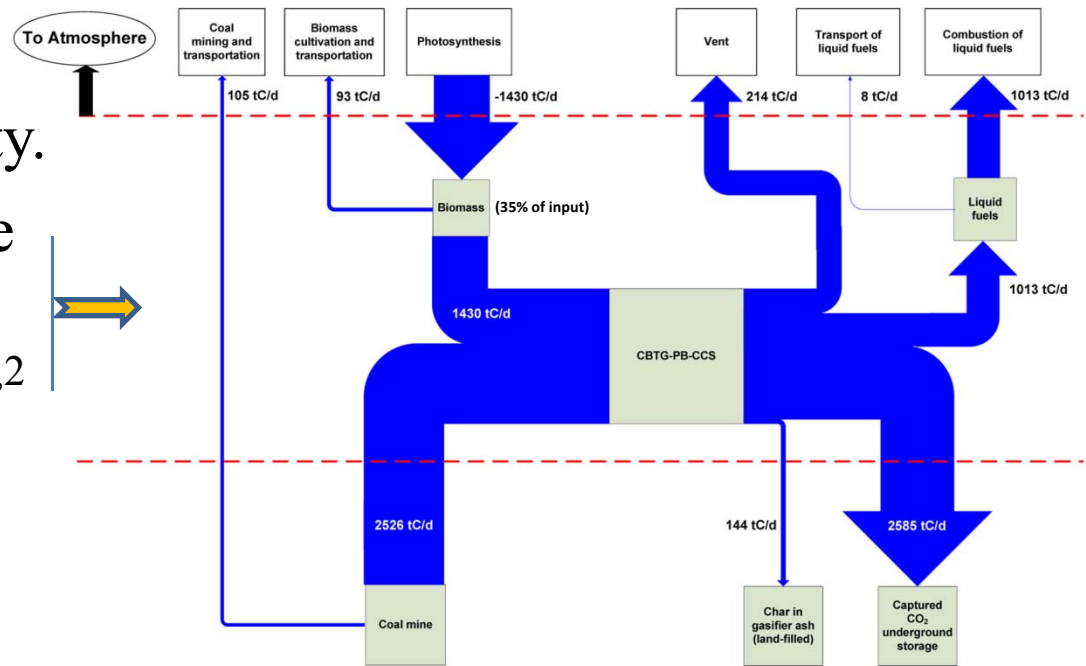 To Atmosphere
Coal
mining and
transportation
Biomass
cultivation and
transportation
Photosynthesis
Vent
Transport of
liquid fuels
Combustion of
liquid fuels
105 tC/d
93 tC/d
-1430 tC/d
214 tC/d
8 tC/d
1013 tC/d
ty.
e
,2
Biomass
(35% of input)
Liquid
fuels
1430 tC/d
1013 tC/d
CBTG-PB-CCS
2526 tC/d
144 tC/d
2585 tC/d
Coal mine
Char in
gasifier ash
(land-filled)
Captured
CO₂
underground
storage